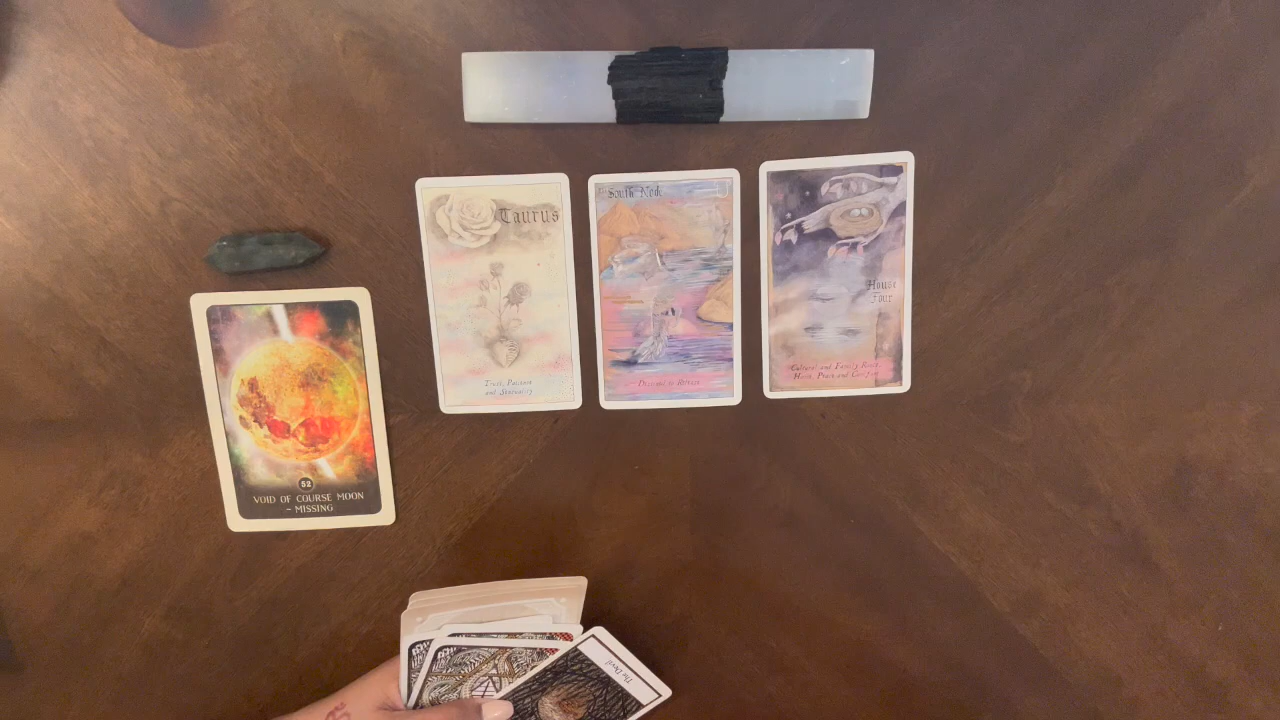 Taurus
Trust, Patience
and Sensuality
South Node
House
Four
Cultural and Family Roots,
Home, Peace and Comfort
52
VOID OF COURSE MOON
- MISSING
The Devil